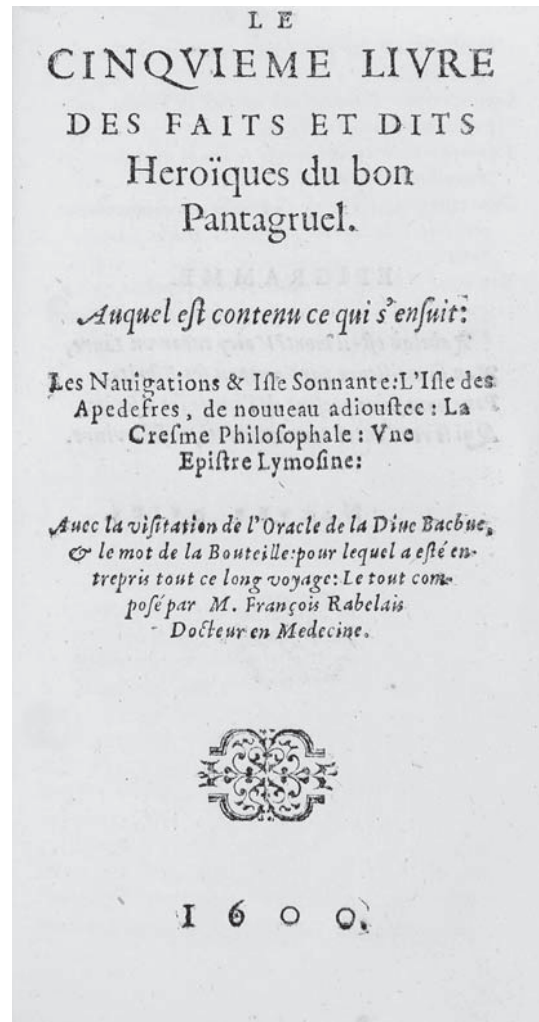 LE
CINQVIEME LIVRE
DES FAITS ET DITS
Heroïques du bon
Pantagruel.
Auquel eſt contenu ce qui s'enſuit:
Les Nauigations & Iſle Sonnante: L'Iſle des
Apedefres, de nouueau adiouſtee : La
Creſme Philoſophale : Vne
Epiſtre Lymoſine:
Auec la viſitation de l'Oracle de la Diue Bacbuc,
& le mot de la Bouteille: pour lequel a eſté en-
trepris tout ce long voyage: Le tout com-
poſé par M. François Rabelais
Docteur en Medecine.
1600.